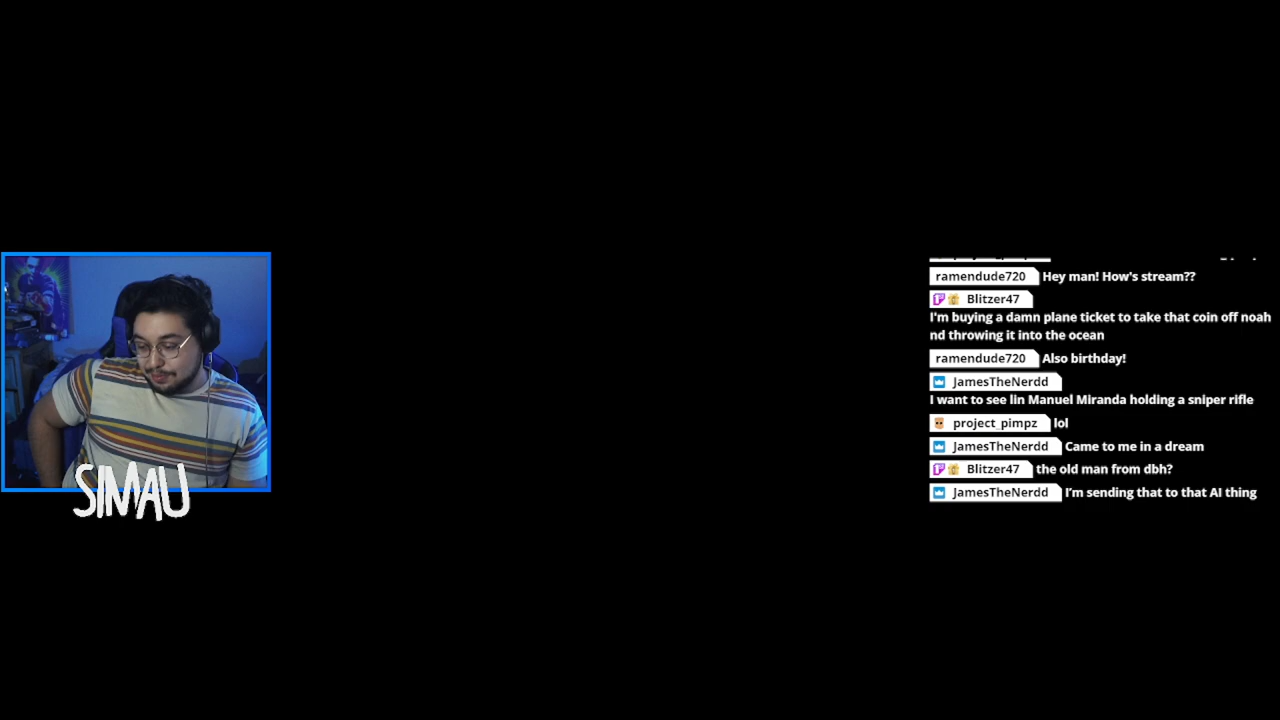 ramendude720 Hey man! How's stream??
Blitzer47
I'm buying a damn plane ticket to take that coin off noah
nd throwing it into the ocean
ramendude720 Also birthday!
JamesTheNerdd
I want to see lin Manuel Miranda holding a sniper rifle
project_pimpz lol
JamesTheNerdd Came to me in a dream
Blitzer47 the old man from dbh?
JamesTheNerdd I'm sending that to that AI thing
SIMAU